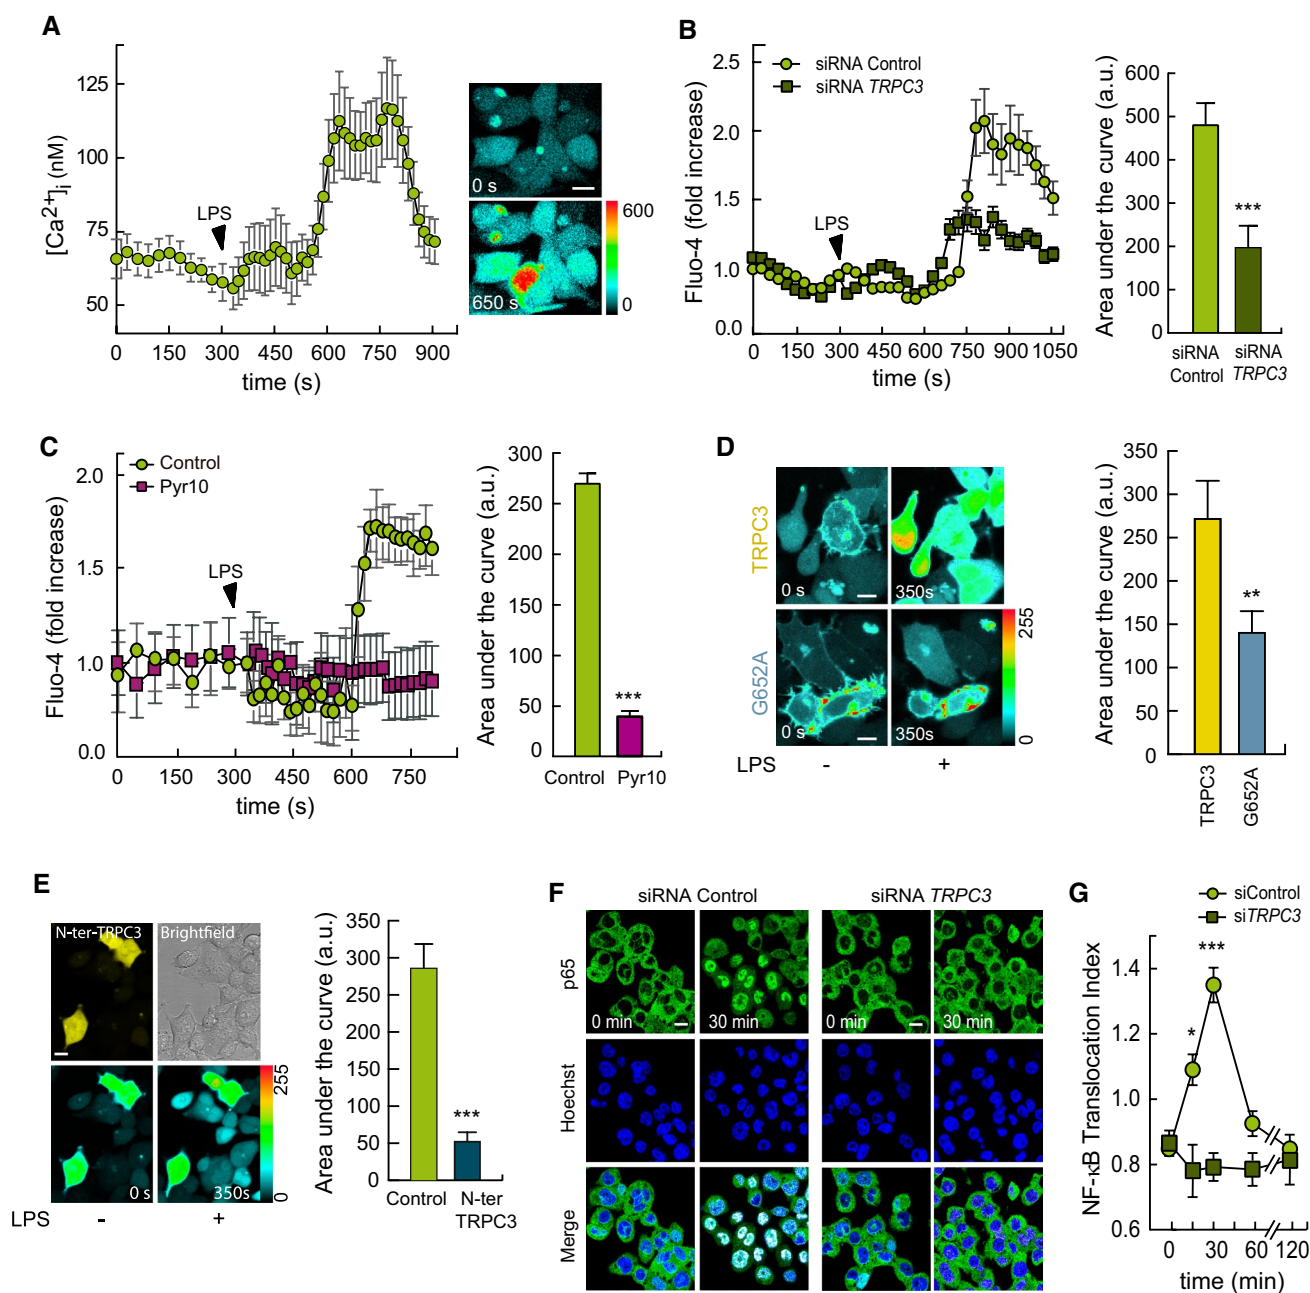 A
[Ca2+]i (nM)
125
100
75
50
LPS
0 150 300 450 600 750 900
time (s)
0 s
650 s
600
0
B
Fluo-4 (fold increase)
2.5
2.0
1.5
1.0
0.0
siRNA Control
siRNA TRPC3
LPS
0 150 300 450 600 750 900 1050
time (s)
Area under the curve (a.u.)
600
500
400
300
200
100
0
***
siRNA Control
siRNA TRPC3
C
Fluo-4 (fold increase)
2.0
1.5
1.0
0.0
Control
Pyr10
LPS
0 150 300 450 600 750
time (s)
Area under the curve (a.u.)
300
250
200
150
100
50
0
***
Control Pyr10
D
TRPC3
G652A
0 s
350s
0 s
350s
255
0
LPS - +
Area under the curve (a.u.)
350
300
250
200
150
100
50
0
**
TRPC3
G652A
E
N-ter-TRPC3
Brightfield
0 s
350s
255
0
LPS - +
Area under the curve (a.u.)
350
300
250
200
150
100
50
0
***
Control
N-ter TRPC3
F
siRNA Control
siRNA TRPC3
p65
0 min
30 min
0 min
30 min
Hoechst
Merge
G
siControl
siTRPC3
NF-κB Translocation Index
1.4
1.2
1.0
0.8
0.6
*
***
0 30 60 120
time (min)